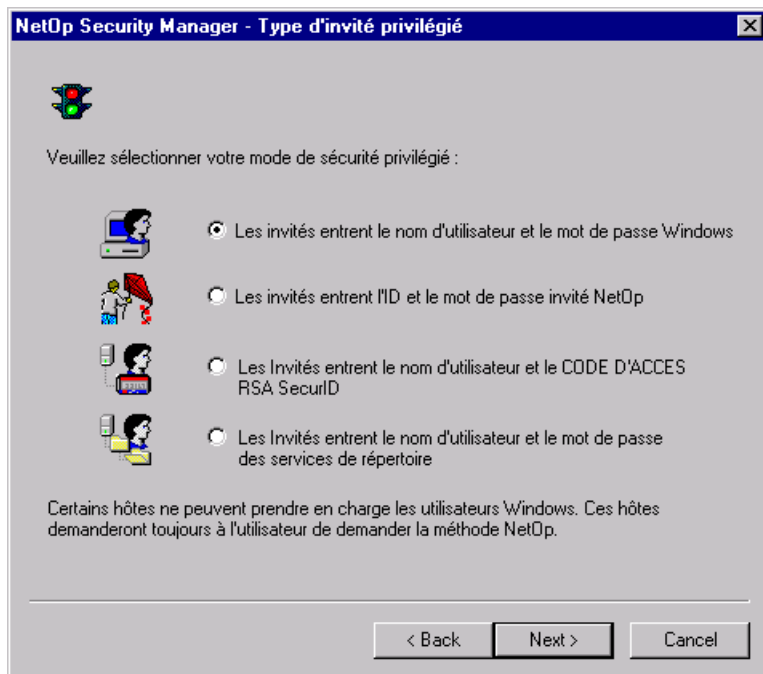 NetOp Security Manager - Type d'invité privilégié
Veuillez sélectionner votre mode de sécurité privilégié :
Les invités entrent le nom d'utilisateur et le mot de passe Windows
Les invités entrent l'ID et le mot de passe invité NetOp
Les Invités entrent le nom d'utilisateur et le CODE D'ACCES
RSA SecurID
Les Invités entrent le nom d'utilisateur et le mot de passe
des services de répertoire
Certains hôtes ne peuvent prendre en charge les utilisateurs Windows. Ces hôtes
demanderont toujours à l'utilisateur de demander la méthode NetOp.
< Back
Next >
Cancel